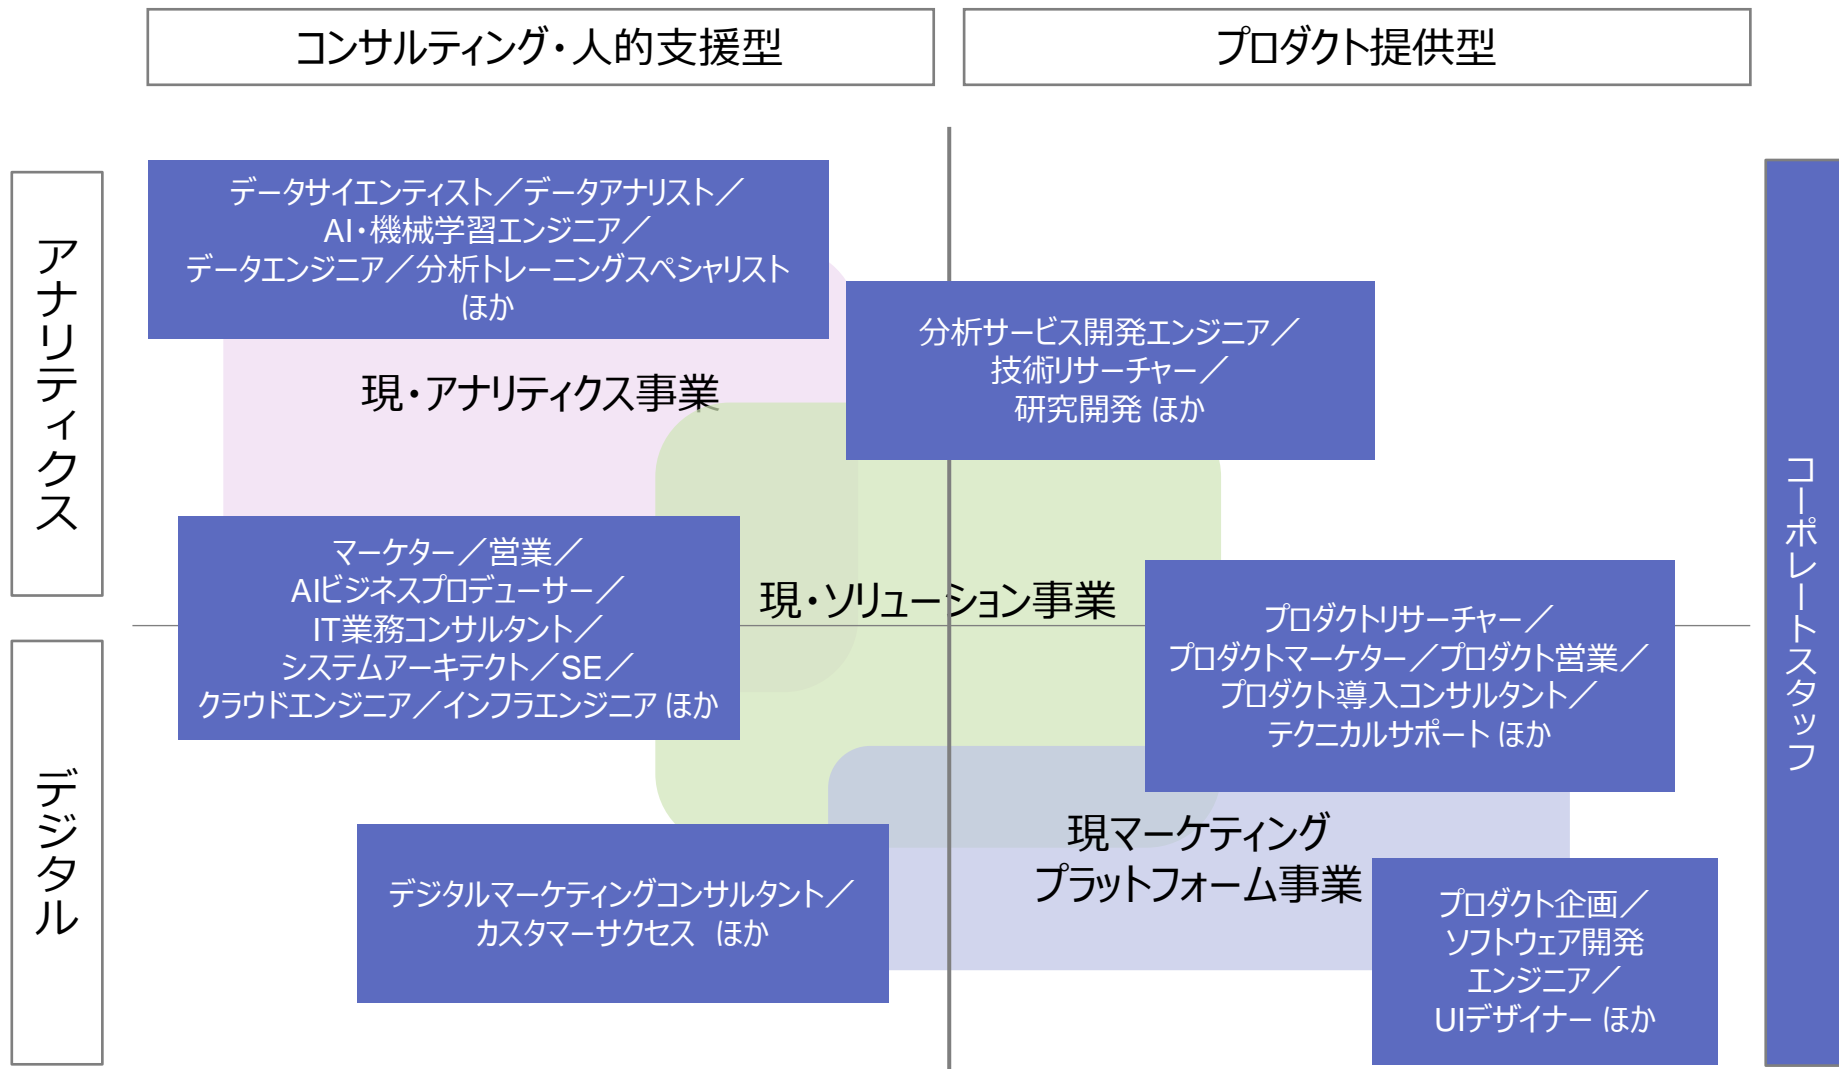 コンサルティング・人的支援型
プロダクト提供型
アナリティクス
データサイエンティスト／データアナリスト／
AI・機械学習エンジニア／
データエンジニア／分析トレーニングスペシャリスト
ほか
分析サービス開発エンジニア／
技術リサーチャー／
研究開発 ほか
現・アナリティクス事業
マーケター／営業／
AIビジネスプロデューサー／
IT業務コンサルタント／
システムアーキテクト／SE／
クラウドエンジニア／インフラエンジニア ほか
現・ソリューション事業
プロダクトリサーチャー／
プロダクトマーケター／プロダクト営業／
プロダクト導入コンサルタント／
テクニカルサポート ほか
デジタル
デジタルマーケティングコンサルタント／
カスタマーサクセス ほか
現マーケティング
プラットフォーム事業
プロダクト企画／
ソフトウェア開発
エンジニア／
UIデザイナー ほか
コーポレートスタッフ